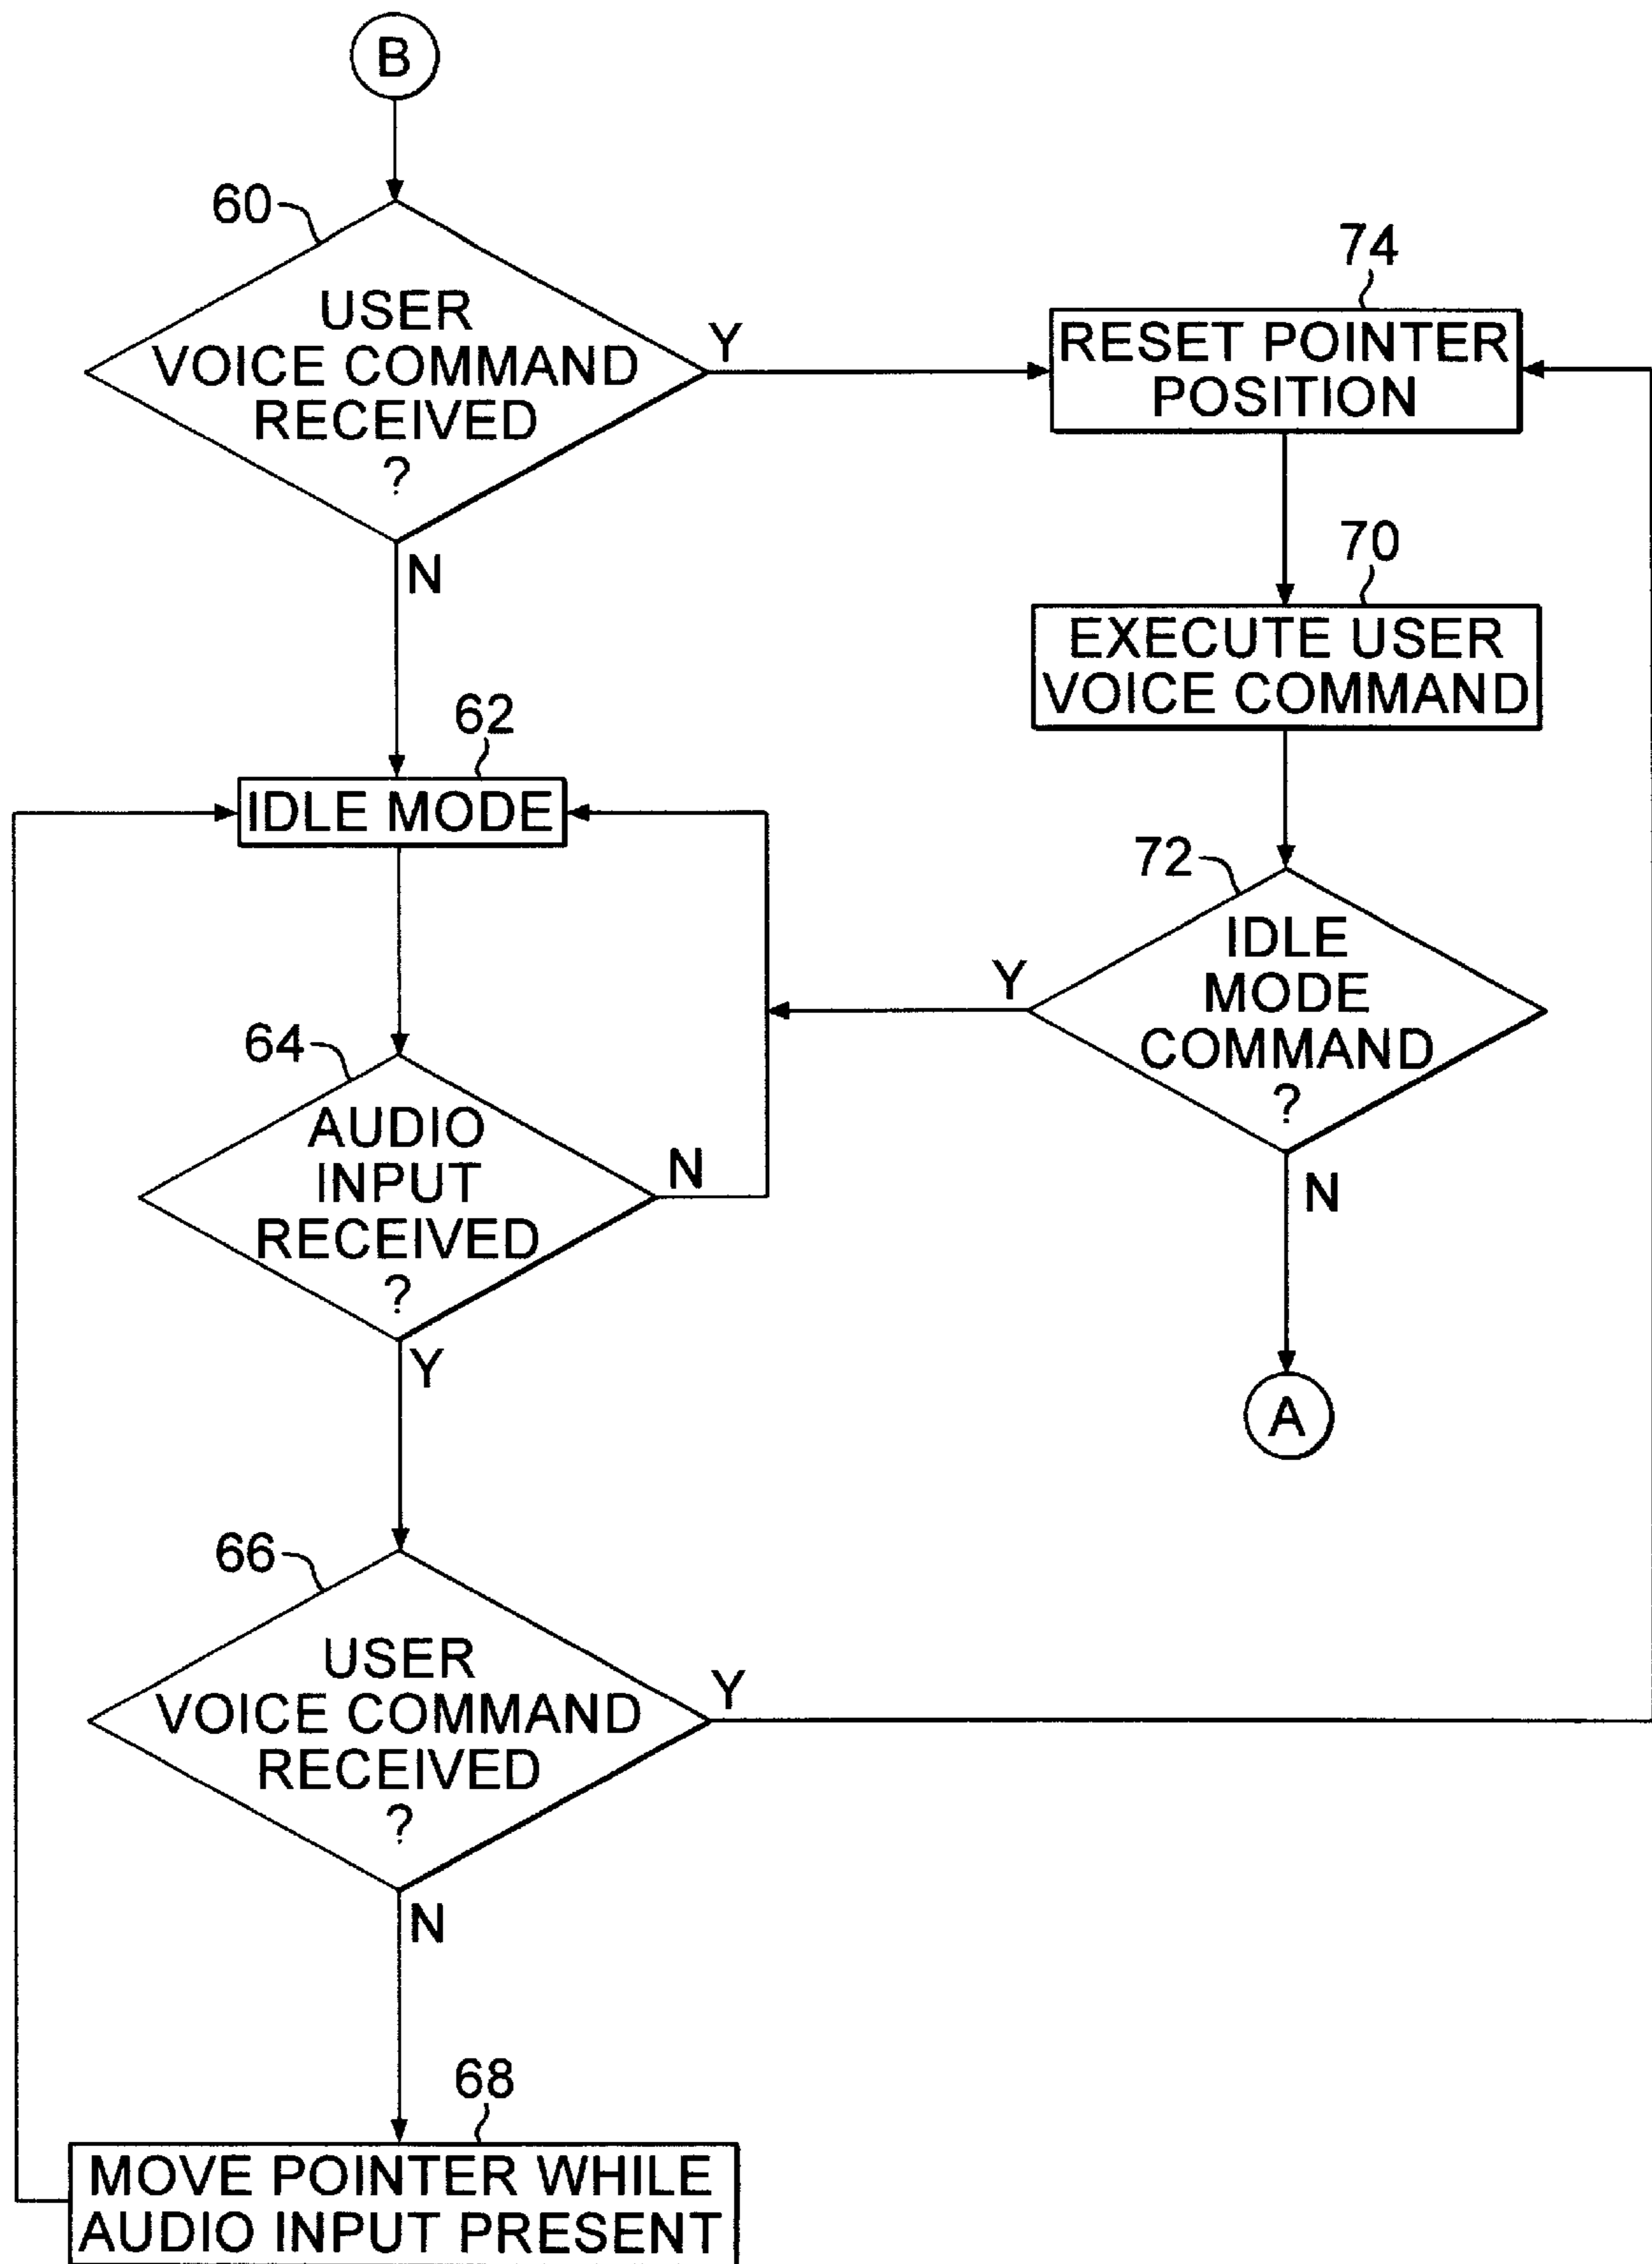 B
60
USER
VOICE COMMAND
RECEIVED
?
Y
N
74
RESET POINTER
POSITION
70
EXECUTE USER
VOICE COMMAND
62
IDLE MODE
72
IDLE
MODE
COMMAND
?
Y
N
A
64
AUDIO
INPUT
RECEIVED
?
N
Y
66
USER
VOICE COMMAND
RECEIVED
?
Y
N
68
MOVE POINTER WHILE
AUDIO INPUT PRESENT